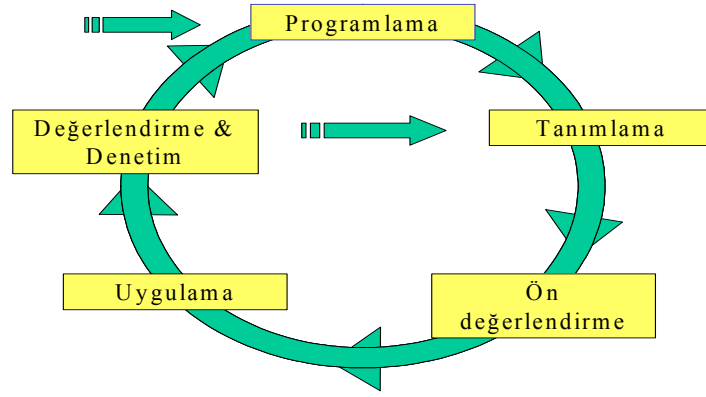 Programlama
Değerlendirme &
Denetim
Tanımlama
Uygulama
Ön
değerlendirme